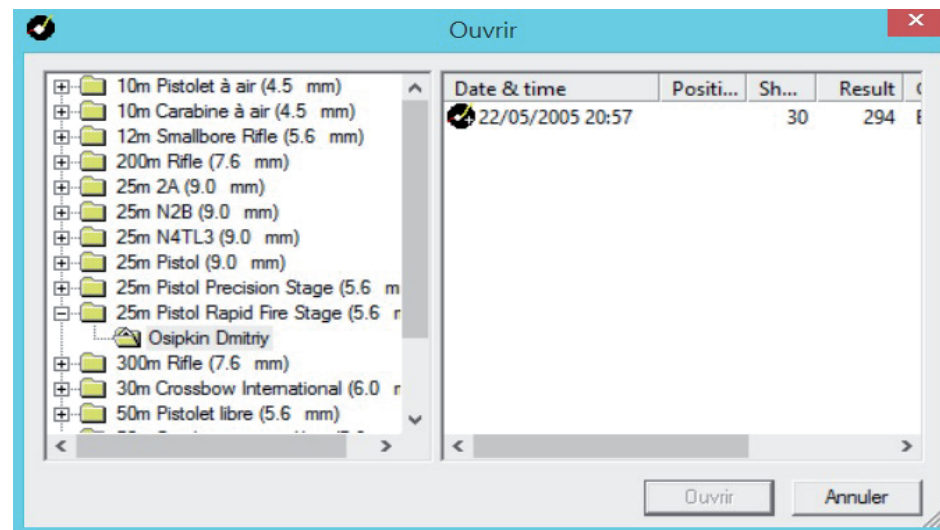 Ouvrir
10m Pistolet à air (4.5 mm)
10m Carabine à air (4.5 mm)
12m Smallbore Rifle (5.6 mm)
200m Rifle (7.6 mm)
25m 2A (9.0 mm)
25m N2B (9.0 mm)
25m N4TL3 (9.0 mm)
25m Pistol (9.0 mm)
25m Pistol Precision Stage (5.6 m
25m Pistol Rapid Fire Stage (5.6
Osipkin Dmitriy
300m Rifle (7.6 mm)
30m Crossbow International (6.0
50m Pistolet libre (5.6 mm)
Date & time Positi... Sh... Result
22/05/2005 20:57 30 294
Ouvrir Annuler